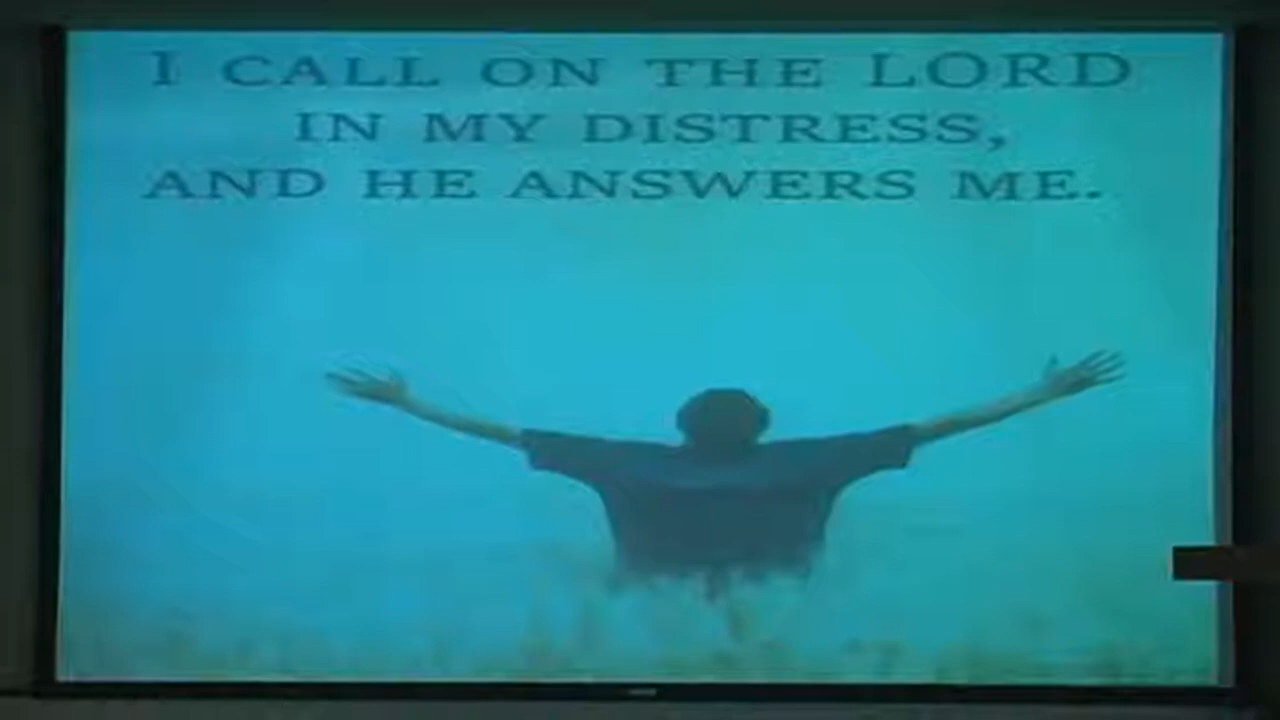 I CALL ON THE LORD
IN MY DISTRESS,
AND HE ANSWERS ME.